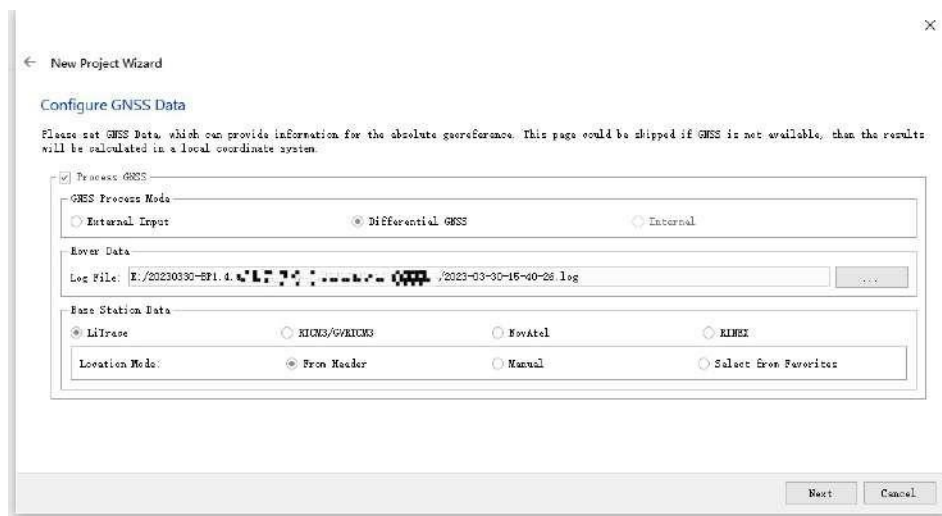 New Project Wizard
Configure GNSS Data
Please set GNSS Data, which can provide information for the absolute georeference. This page could be skipped if GNSS is not available, then the results
will be calculated in a local coordinate system.
Process GNSS
GNSS Process Mode
External Input Differential GNSS Internal
Rover Data
Log File: E:/20230330-BP1.4. /2023-03-30-15-40-26.log ...
Base Station Data
LiTrace RTCM3/GVRTCM3 NovAtel RINEX
Location Mode: From Header Manual Select from Favorites
Next Cancel